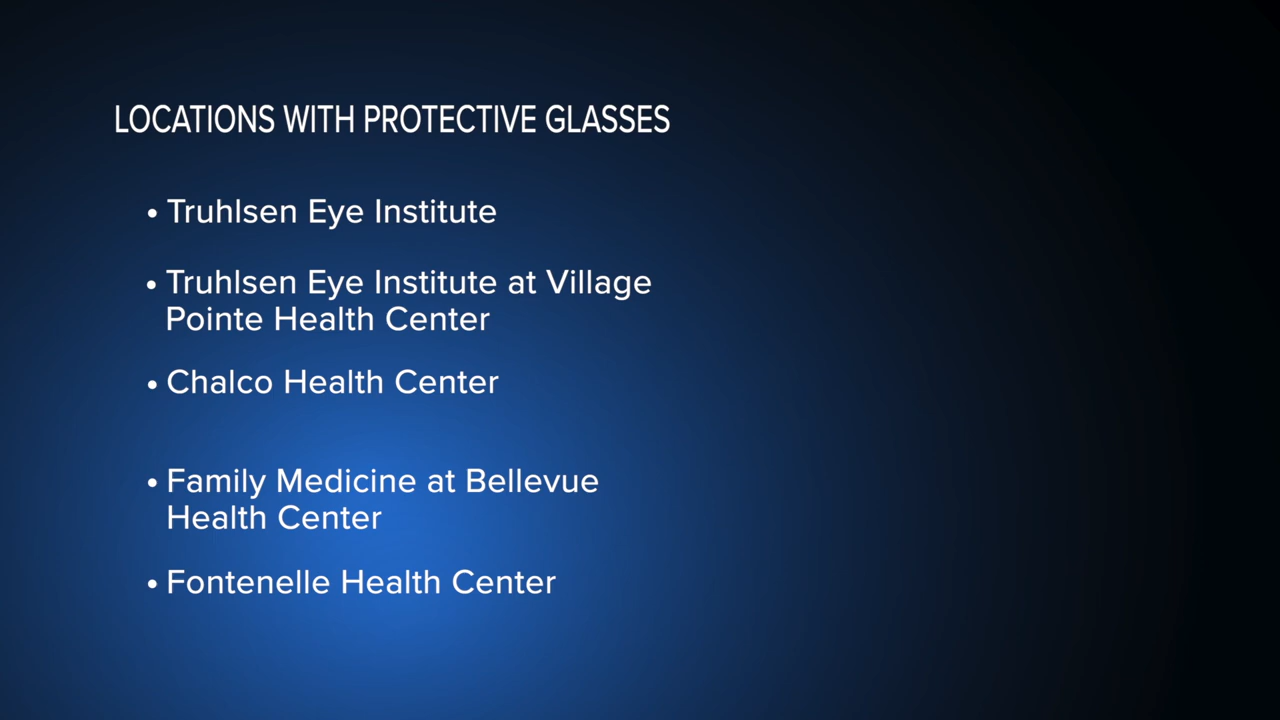 LOCATIONS WITH PROTECTIVE GLASSES
• Truhlsen Eye Institute
• Truhlsen Eye Institute at Village
Pointe Health Center
• Chalco Health Center
• Family Medicine at Bellevue
Health Center
• Fontenelle Health Center